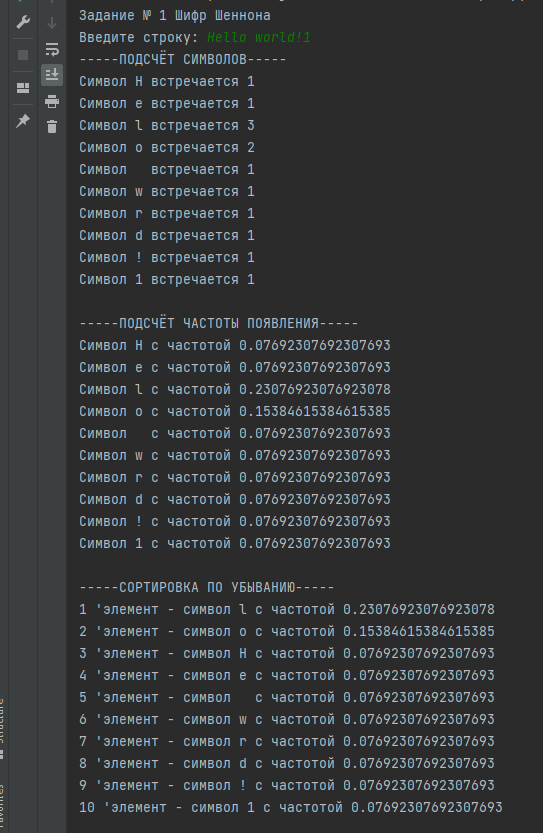 Задание № 1 Шифр Шеннона
Введите строку: Hello world!1
-----ПОДСЧЁТ СИМВОЛОВ-----
Символ H встречается 1
Символ e встречается 1
Символ l встречается 3
Символ o встречается 2
Символ   встречается 1
Символ w встречается 1
Символ r встречается 1
Символ d встречается 1
Символ ! встречается 1
Символ 1 встречается 1
-----ПОДСЧЁТ ЧАСТОТЫ ПОЯВЛЕНИЯ-----
Символ H с частотой 0.07692307692307693
Символ e с частотой 0.07692307692307693
Символ l с частотой 0.23076923076923078
Символ o с частотой 0.15384615384615385
Символ   с частотой 0.07692307692307693
Символ w с частотой 0.07692307692307693
Символ r с частотой 0.07692307692307693
Символ d с частотой 0.07692307692307693
Символ ! с частотой 0.07692307692307693
Символ 1 с частотой 0.07692307692307693
-----СОРТИРОВКА ПО УБЫВАНИЮ-----
1 'элемент - символ l с частотой 0.23076923076923078
2 'элемент - символ o с частотой 0.15384615384615385
3 'элемент - символ H с частотой 0.07692307692307693
4 'элемент - символ e с частотой 0.07692307692307693
5 'элемент - символ   с частотой 0.07692307692307693
6 'элемент - символ w с частотой 0.07692307692307693
7 'элемент - символ r с частотой 0.07692307692307693
8 'элемент - символ d с частотой 0.07692307692307693
9 'элемент - символ ! с частотой 0.07692307692307693
10 'элемент - символ 1 с частотой 0.07692307692307693